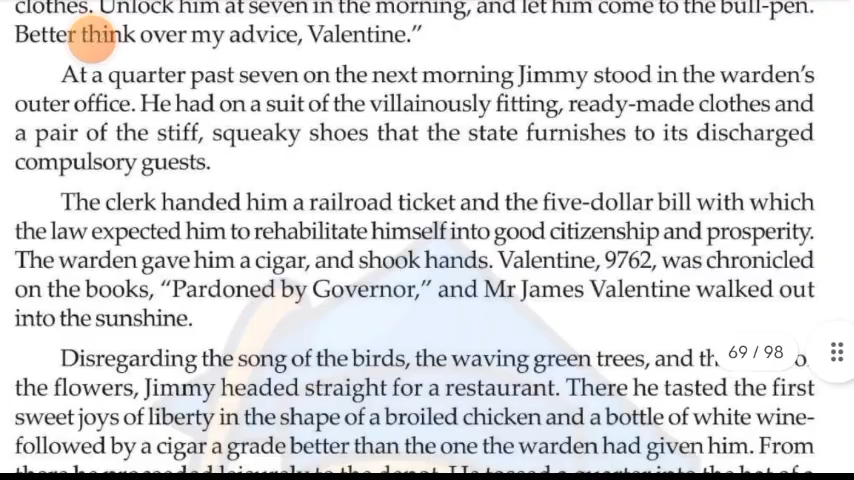 clothes. Unlock him at seven in the morning, and let him come to the bull-pen.
Better think over my advice, Valentine.”
At a quarter past seven on the next morning Jimmy stood in the warden’s
outer office. He had on a suit of the villainously fitting, ready-made clothes and
a pair of the stiff, squeaky shoes that the state furnishes to its discharged
compulsory guests.
The clerk handed him a railroad ticket and the five-dollar bill with which
the law expected him to rehabilitate himself into good citizenship and prosperity.
The warden gave him a cigar, and shook hands. Valentine, 9762, was chronicled
on the books, “Pardoned by Governor,” and Mr James Valentine walked out
into the sunshine.
Disregarding the song of the birds, the waving green trees, and
69 / 98
the flowers, Jimmy headed straight for a restaurant. There he tasted the first
sweet joys of liberty in the shape of a broiled chicken and a bottle of white wine-
followed by a cigar a grade better than the one the warden had given him. From